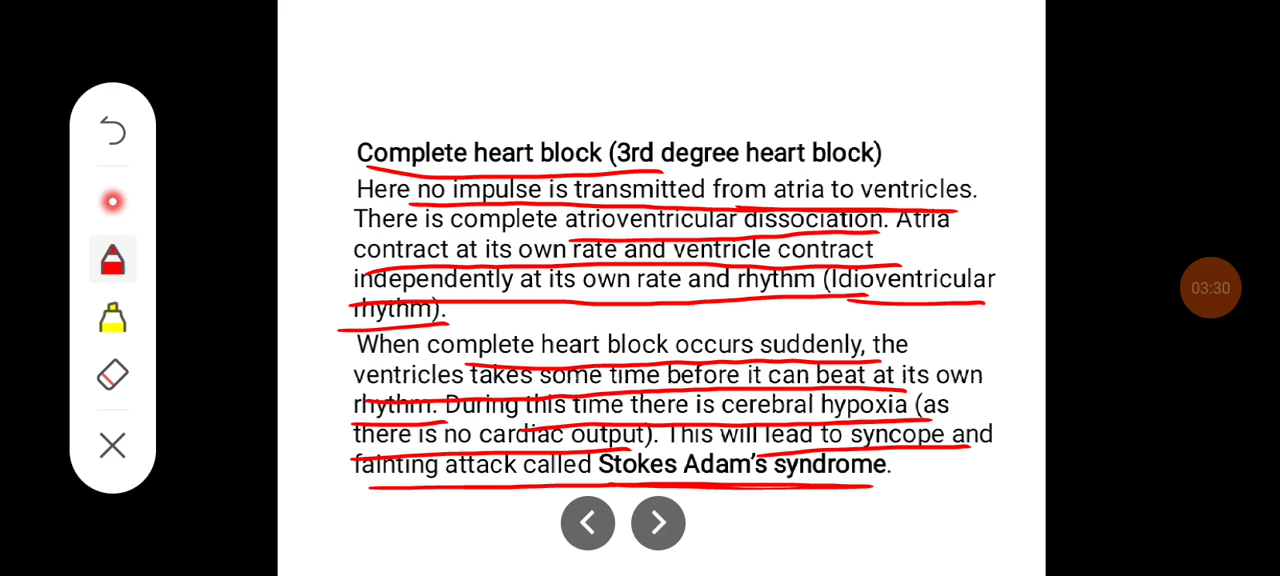 Complete heart block (3rd degree heart block)
Here no impulse is transmitted from atria to ventricles.
There is complete atrioventricular dissociation. Atria
contract at its own rate and ventricle contract
independently at its own rate and rhythm (Idioventricular
rhythm).
When complete heart block occurs suddenly, the
ventricles takes some time before it can beat at its own
rhythm. During this time there is cerebral hypoxia (as
there is no cardiac output). This will lead to syncope and
fainting attack called Stokes Adam's syndrome.
03:30